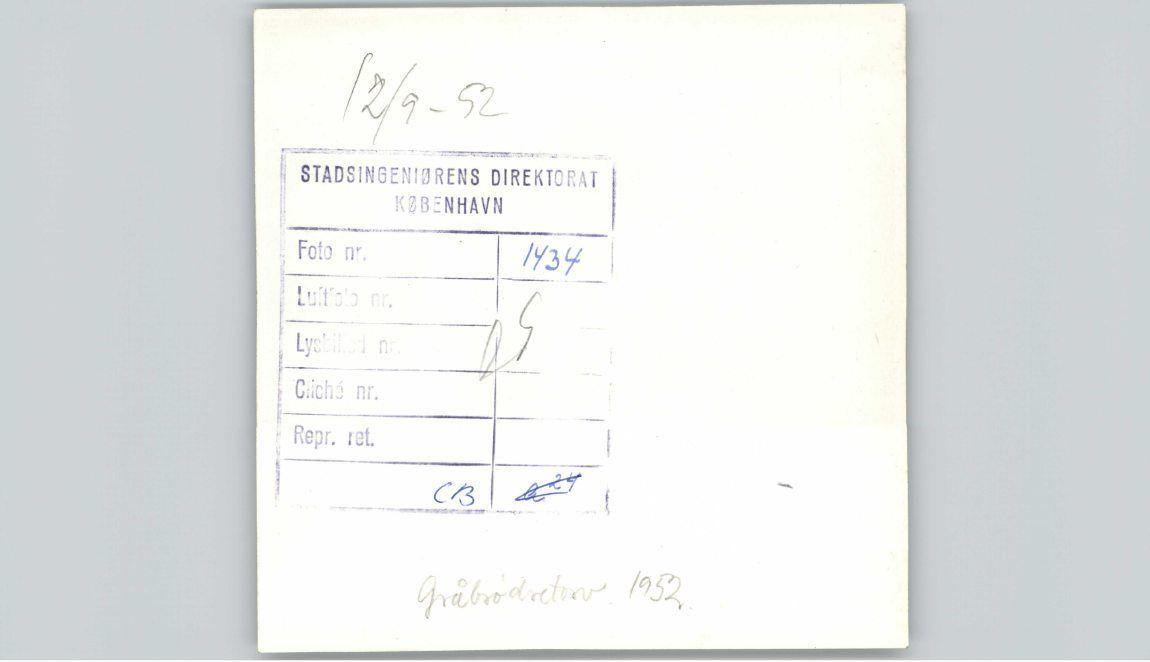 12/9-52
STADSINGENIØRENS DIREKTORAT
KØBENHAVN
Foto nr. 1434
Luftfoto nr.
Lysbilled nr.
Cliché nr.
Repr. ret.
CB
Gråbrødretorv 1952